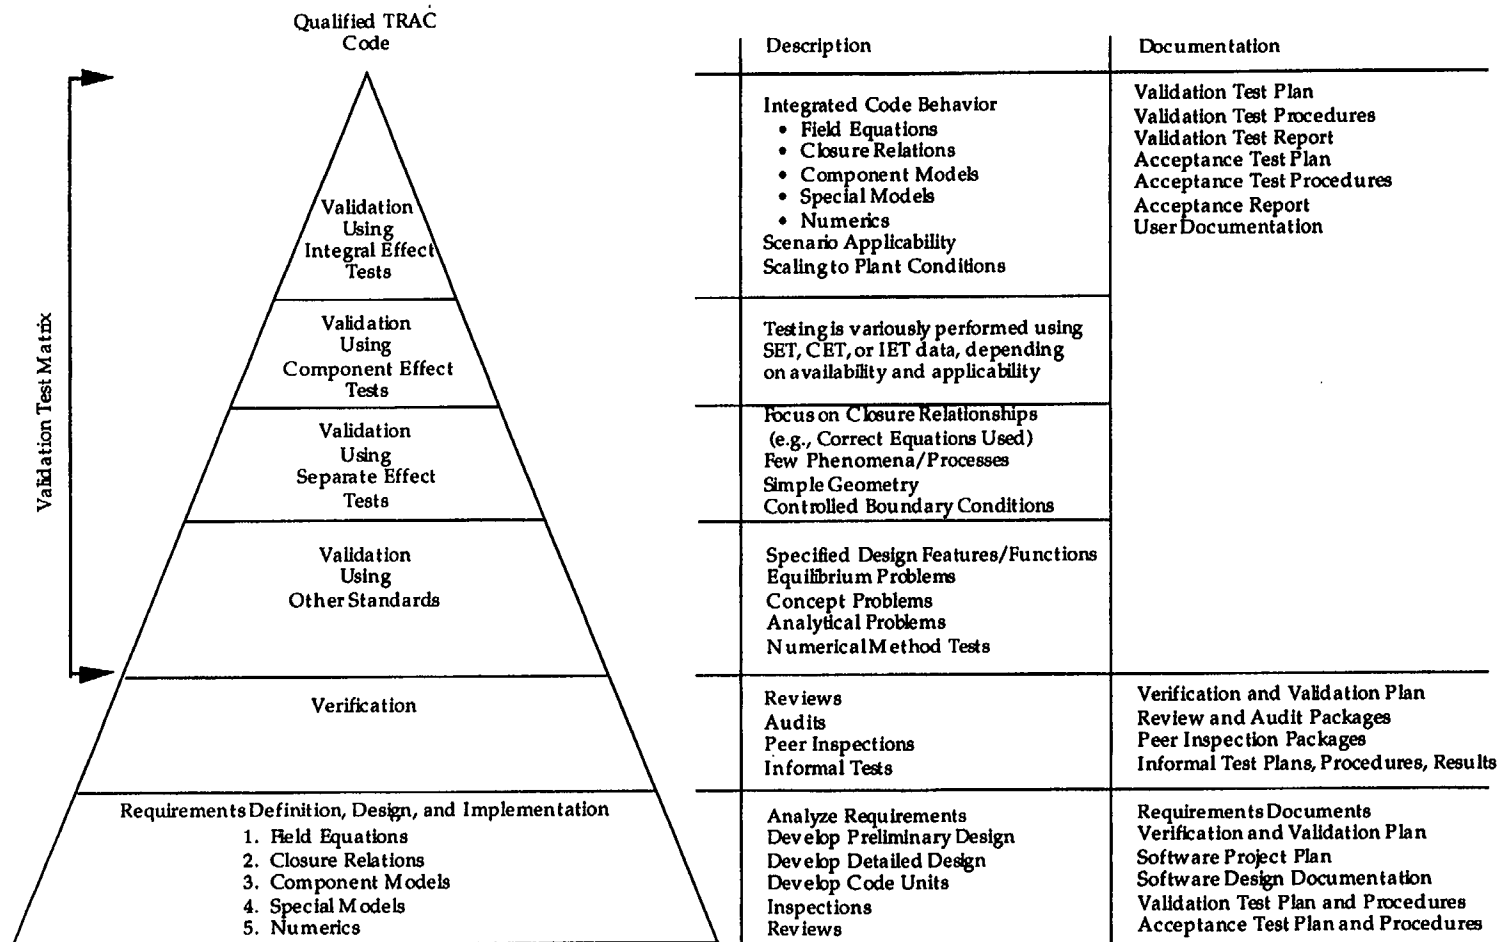 Qualified TRAC
Code
Validation Test Matrix
Validation
Using
Integral Effect
Tests
Validation
Using
Component Effect
Tests
Validation
Using
Separate Effect
Tests
Validation
Using
Other Standards
Verification
Requirements Definition, Design, and Implementation
1. Field Equations
2. Closure Relations
3. Component Models
4. Special Models
5. Numerics
Description
Integrated Code Behavior
• Field Equations
• Closure Relations
• Component Models
• Special Models
• Numerics
Scenario Applicability
Scaling to Plant Conditions
Testing is variously performed using
SET, CET, or IET data, depending
on availability and applicability
Focus on Closure Relationships
(e.g., Correct Equations Used)
Few Phenomena/Processes
Simple Geometry
Controlled Boundary Conditions
Specified Design Features/Functions
Equilibrium Problems
Concept Problems
Analytical Problems
Numerical Method Tests
Reviews
Audits
Peer Inspections
Informal Tests
Analyze Requirements
Develop Preliminary Design
Develop Detailed Design
Develop Code Units
Inspections
Reviews
Documentation
Validation Test Plan
Validation Test Procedures
Validation Test Report
Acceptance Test Plan
Acceptance Test Procedures
Acceptance Report
User Documentation
Verification and Validation Plan
Review and Audit Packages
Peer Inspection Packages
Informal Test Plans, Procedures, Results
Requirements Documents
Verification and Validation Plan
Software Project Plan
Software Design Documentation
Validation Test Plan and Procedures
Acceptance Test Plan and Procedures